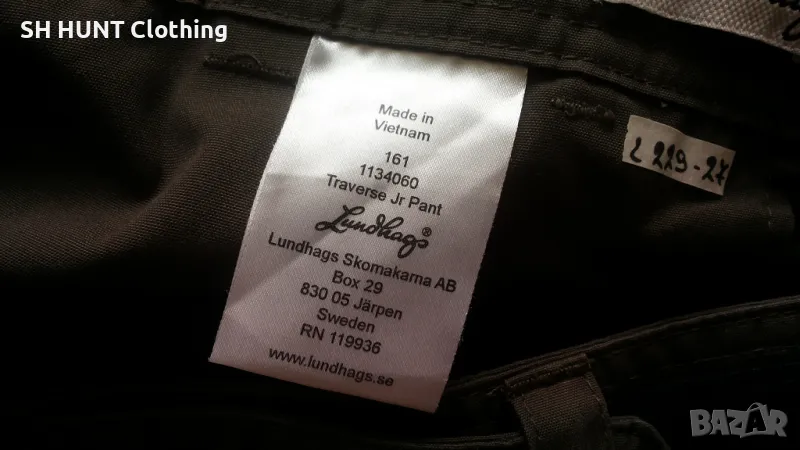 SH HUNT Clothing
Made in
Vietnam
161
1134060
Traverse Jr Pant
Lundhags®
Lundhags Skomakarna AB
Box 29
830 05 Järpen
Sweden
RN 119936
www.lundhags.se
L 229-27
BAZAR